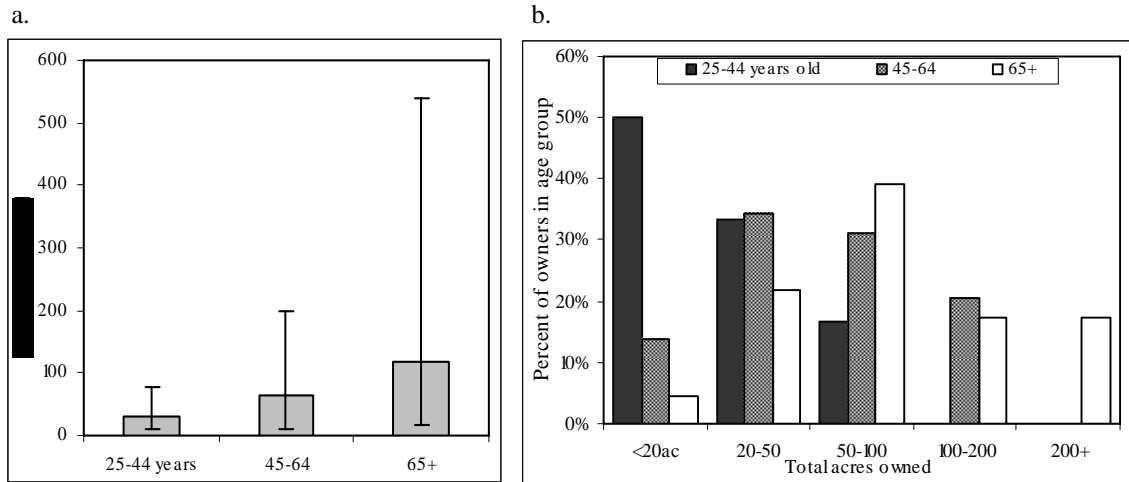 a.
600
500
400
300
200
100
0
25-44 years 45-64 65+
b.
60%
50%
40%
30%
20%
10%
0%
Percent of owners in age group
25-44 years old 45-64 65+
<20ac 20-50 50-100 100-200 200+
Total acres owned